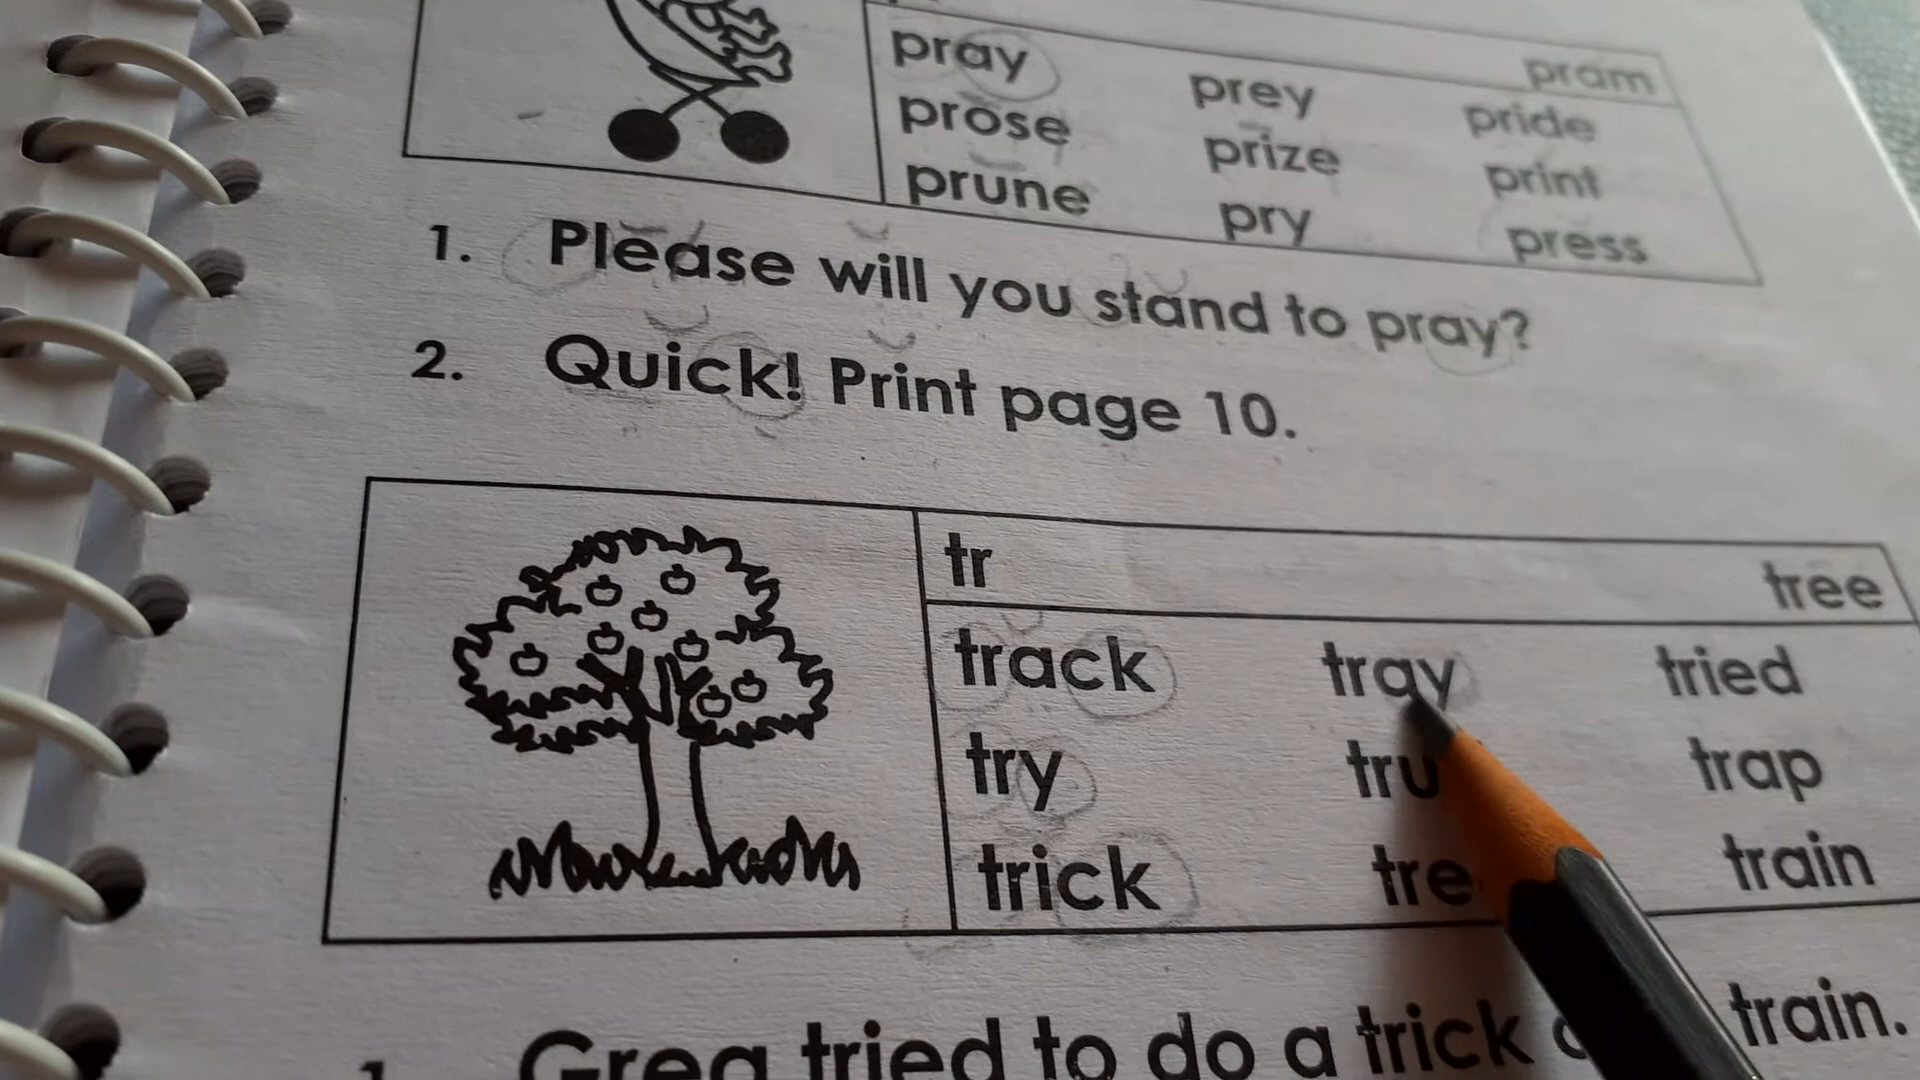 pram
pray prey pride
prose prize print
prune pry press
1. Please will you stand to pray?
2. Quick! Print page 10.
tr tree
track tray tried
try trap
trick train
Greg tried to do a trick train.